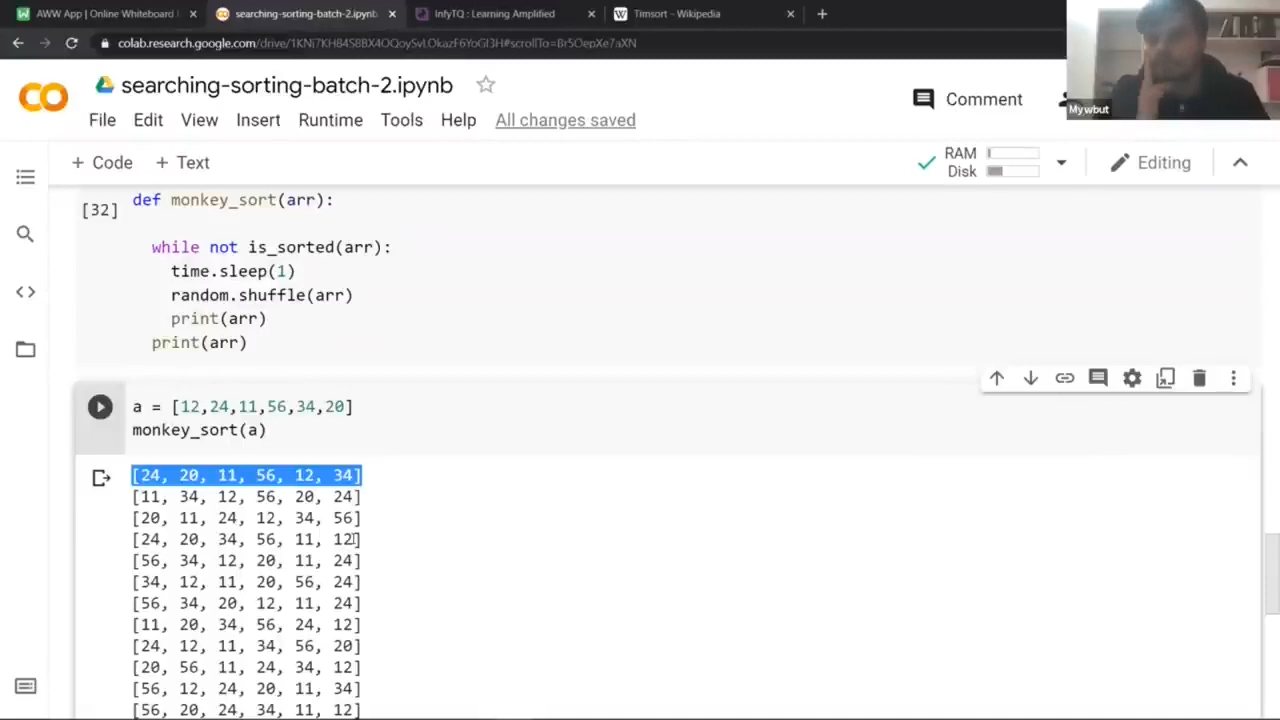 AWW App | Online Whiteboard
searching-sorting-batch-2.ipynb
InfyTQ : Learning Amplified
Timsort - Wikipedia
Mywbut
searching-sorting-batch-2.ipynb
File Edit View Insert Runtime Tools Help All changes saved
Comment
+ Code + Text
RAM
Disk
Editing
[32]
def monkey_sort(arr):
while not is_sorted(arr):
time.sleep(1)
random.shuffle(arr)
print(arr)
print(arr)
a = [12,24,11,56,34,20]
monkey_sort(a)
[24, 20, 11, 56, 12, 34]
[11, 34, 12, 56, 20, 24]
[20, 11, 24, 12, 34, 56]
[24, 20, 34, 56, 11, 12]
[56, 34, 12, 20, 11, 24]
[34, 12, 11, 20, 56, 24]
[56, 34, 20, 12, 11, 24]
[11, 20, 34, 56, 24, 12]
[24, 12, 11, 34, 56, 20]
[20, 56, 11, 24, 34, 12]
[56, 12, 24, 20, 11, 34]
[56, 20, 24, 34, 11, 12]